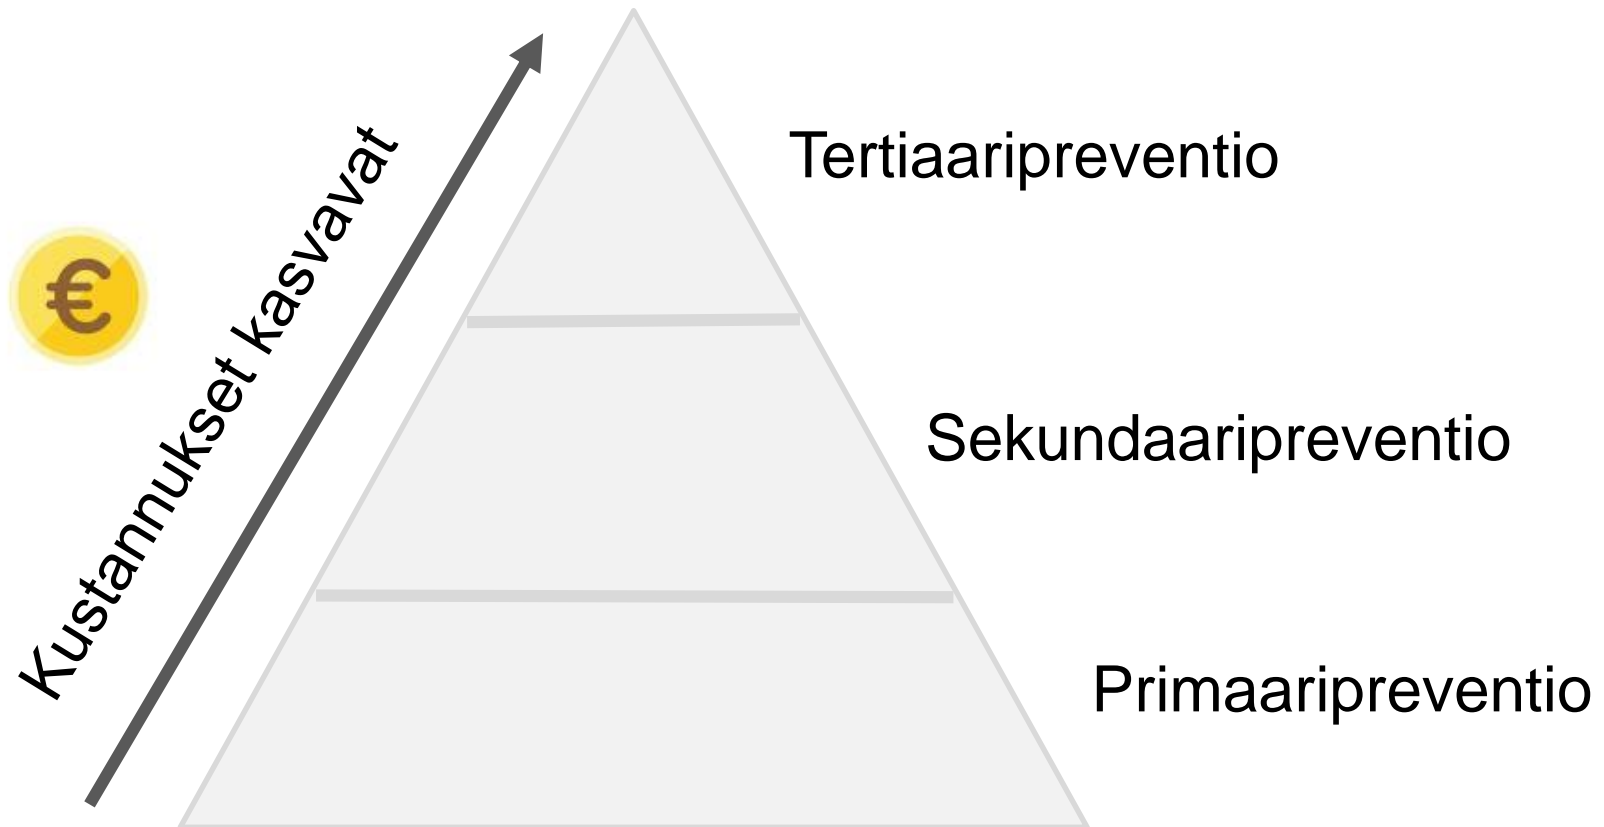 Tertiaaripreventio
Kustannukset kasvavat
€
Sekundaaripreventio
Primaaripreventio